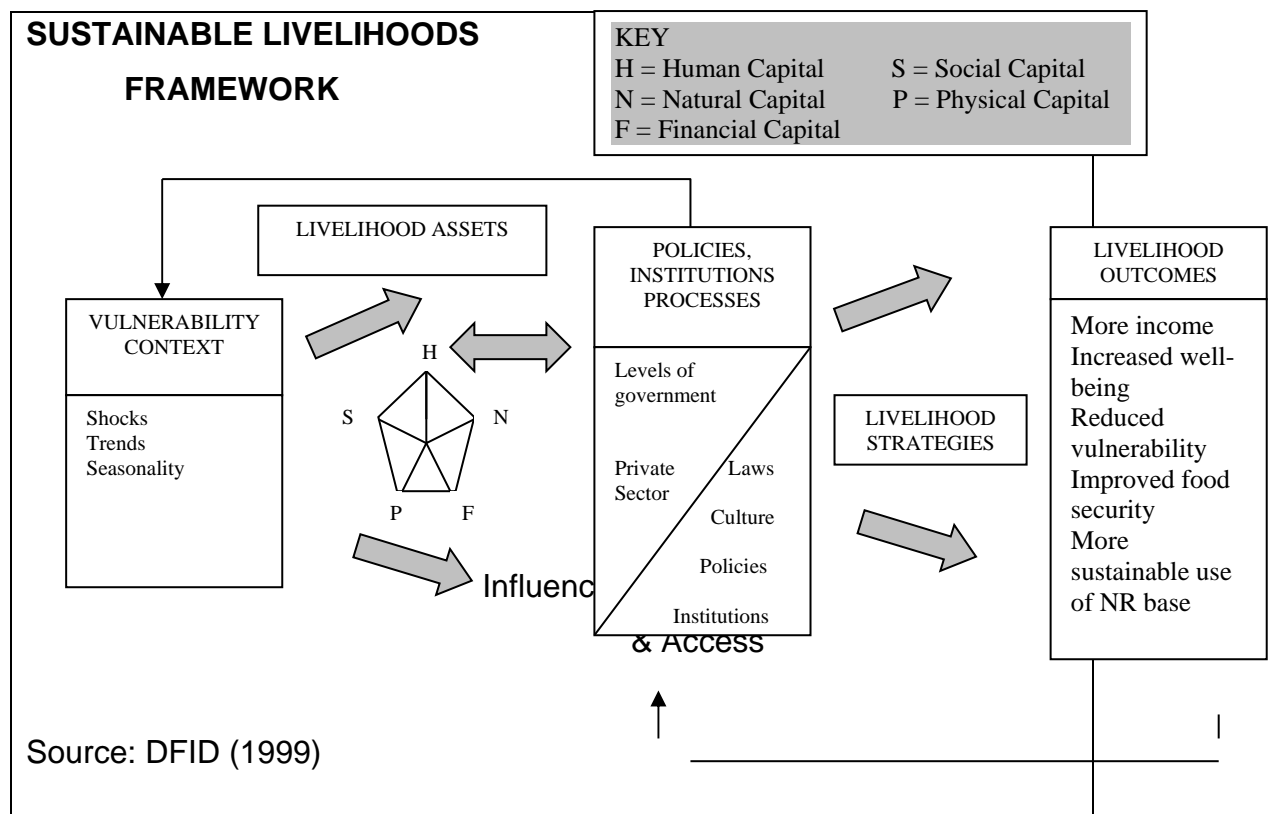 SUSTAINABLE LIVELIHOODS
FRAMEWORK
KEY
H = Human Capital S = Social Capital
N = Natural Capital P = Physical Capital
F = Financial Capital
LIVELIHOOD ASSETS
POLICIES,
INSTITUTIONS
PROCESSES
LIVELIHOOD
OUTCOMES
VULNERABILITY
CONTEXT
Shocks
Trends
Seasonality
H
S
N
P
F
Levels of
government
Private
Sector
Laws
Culture
Policies
Institutions
LIVELIHOOD
STRATEGIES
More income
Increased well-
being
Reduced
vulnerability
Improved food
security
More
sustainable use
of NR base
Influenc
& Access
Source: DFID (1999)